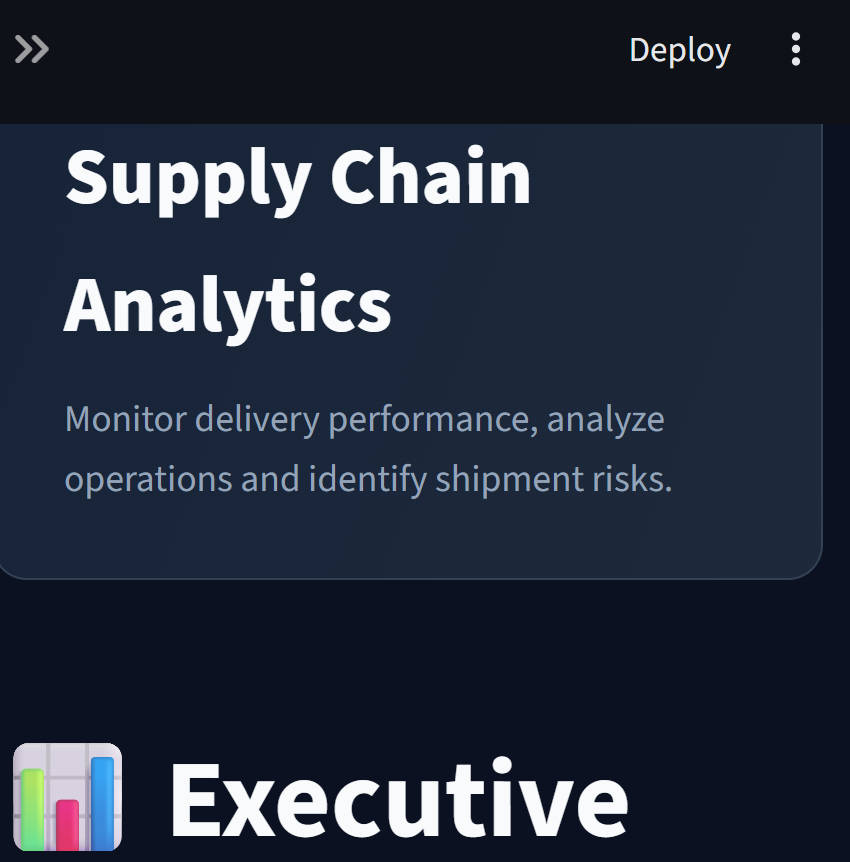 Deploy
Supply Chain
Analytics
Monitor delivery performance, analyze
operations and identify shipment risks.
Executive